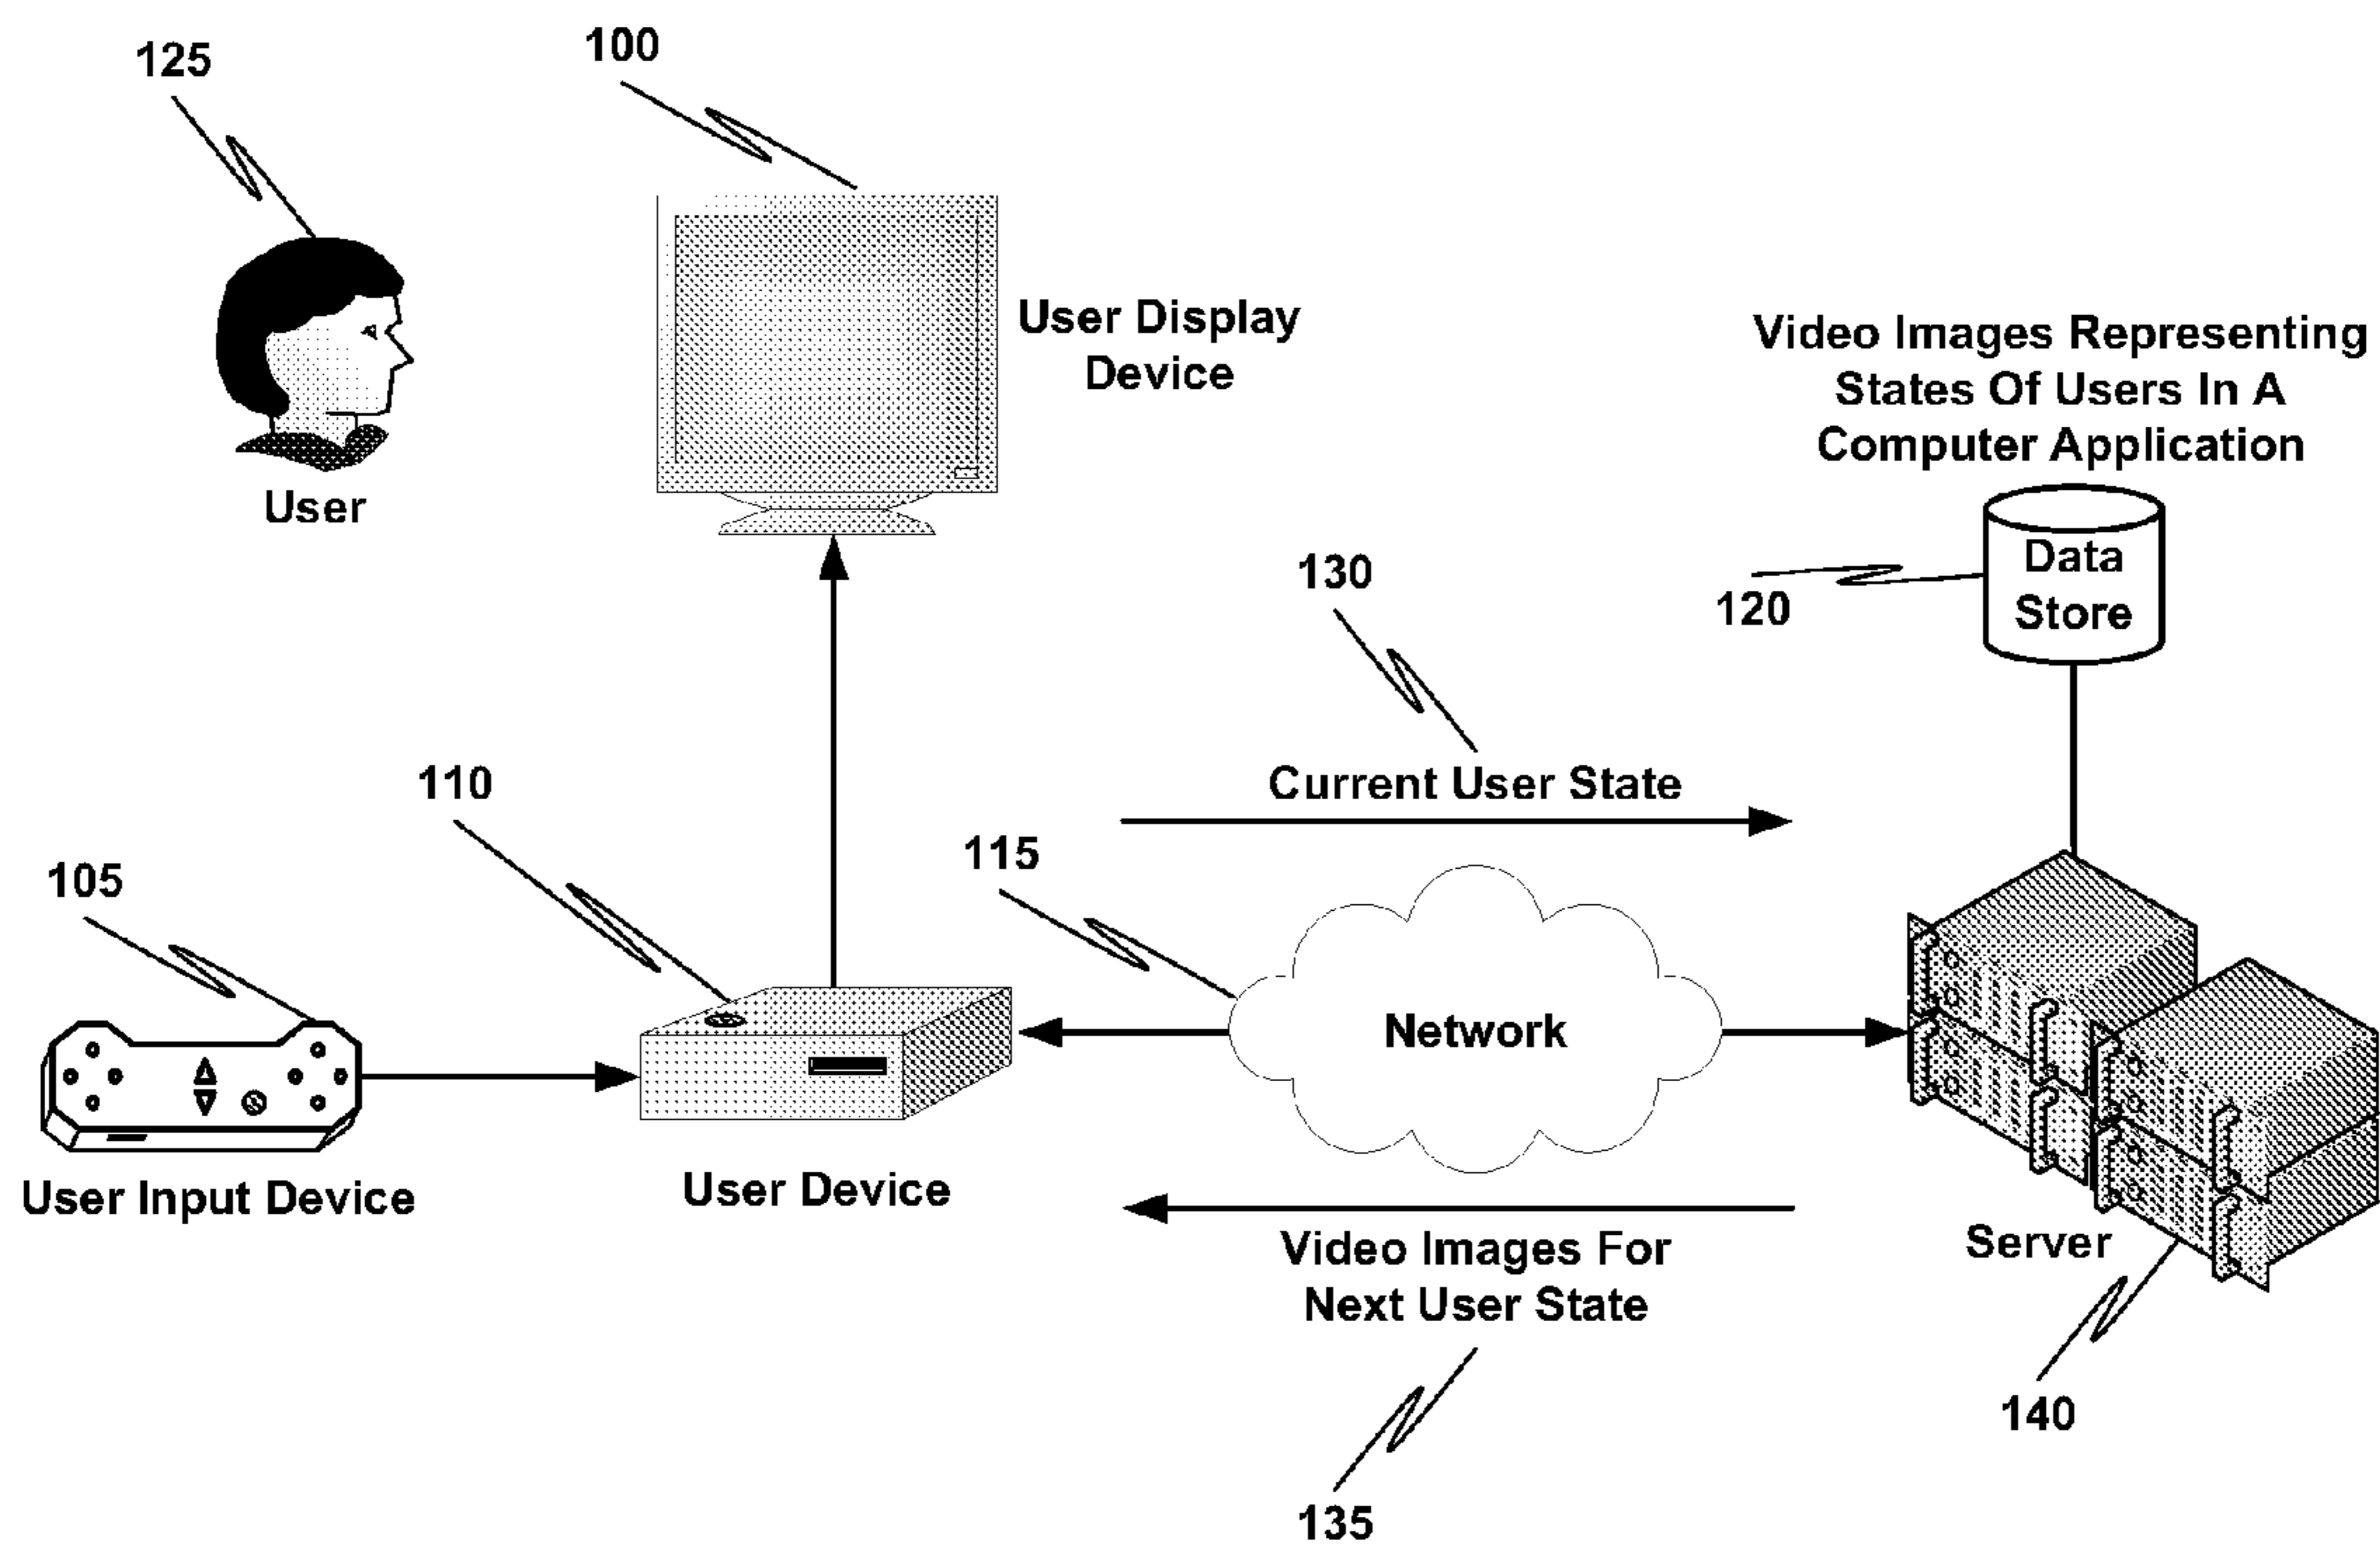 125
100
User
User Display
Device
Video Images Representing
States Of Users In A
Computer Application
Data
Store
120
130
Current User State
110
115
105
Network
User Input Device
User Device
Video Images For
Next User State
Server
140
135